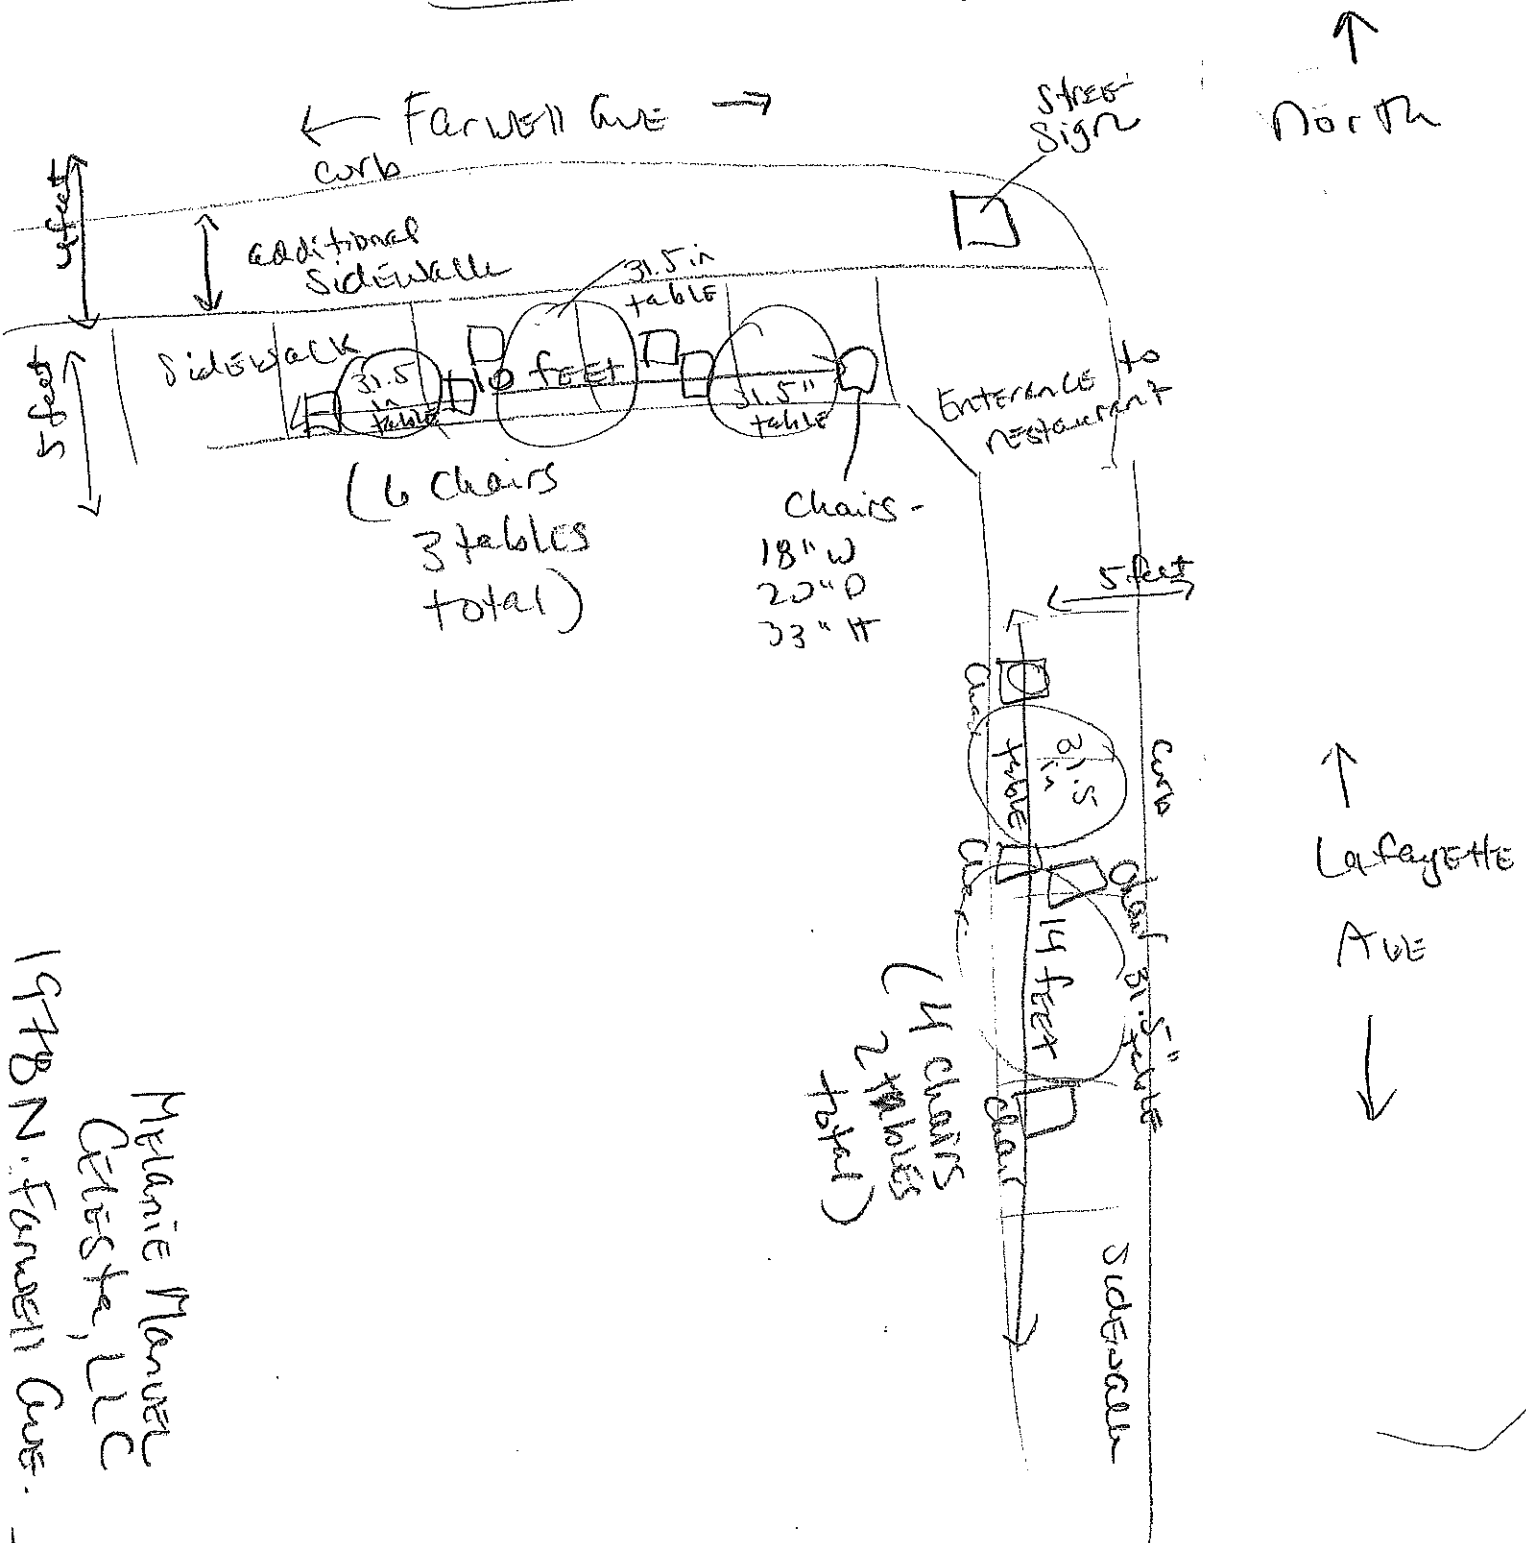 North
← Farwell Ave →
Street
Sign
curb
additional
Sidewalk
5 feet
Sidewalk
31.5
in
table
10 feet
31.5 in
table
31.5"
table
Enterance to
restaurant
(6 Chairs
3 tables
total)
Chairs -
18" W
20" D
33" H
5 feet
Chair
31.5
in
table
Curb
Chair
Chair
31.5" table
14 feet
Chair
(4 chairs
2 tables
total)
Sidewalk
Lafayette
Ave
Melanie Manuel
Celesta, LLC
1978 N. Farwell Ave.